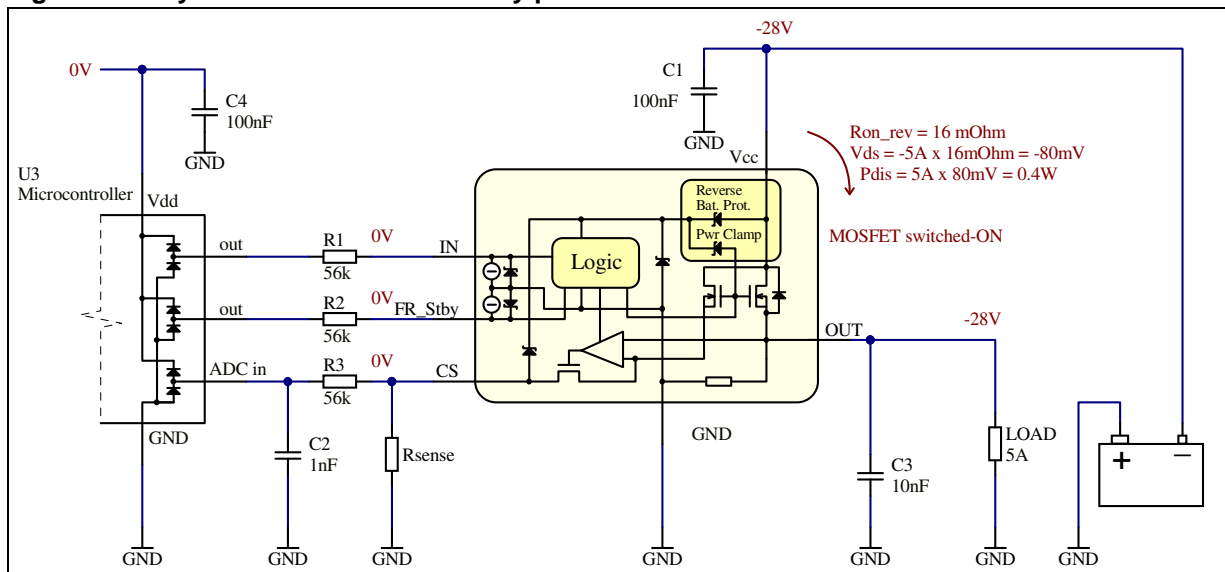 -28V
0V
C1
100nF
C4
100nF
GND
GND
Ron_rev = 16 mOhm
Vds = -5A x 16mOhm = -80mV
Pdis = 5A x 80mV = 0.4W
U3
Microcontroller
Vdd
Vcc
Reverse
Bat. Prot.
Pwr Clamp
MOSFET switched-ON
out
R1
56k
0V
IN
Logic
out
R2
56k
0V
FR_Stby
OUT
-28V
ADC in
R3
56k
0V
CS
GND
GND
C2
1nF
Rsense
C3
10nF
LOAD
5A
+
−
GND
GND
GND
GND
GND
GND
GND